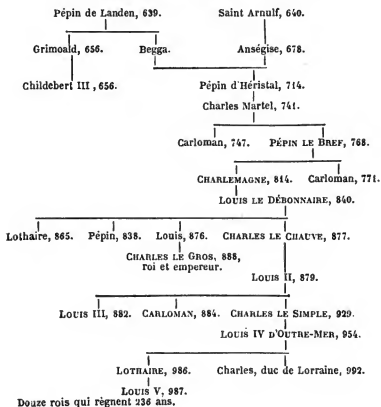 Pépin de Landen, 639. Saint Arnulf, 640.
Grimoald, 656. Begga. Anségise, 678.
Childebert III, 656. Pépin d'Héristal, 714.
Charles Martel, 741.
Carloman, 747. PÉPIN LE BREF, 768.
CHARLEMAGNE, 814. Carloman, 771.
LOUIS LE DÉBONNAIRE, 840.
Lothaire, 865. Pépin, 838. Louis, 876. CHARLES LE CHAUVE, 877.
CHARLES LE GROS, 888,
roi et empereur.
LOUIS II, 879.
LOUIS III, 882. CARLOMAN, 884. CHARLES LE SIMPLE, 929.
LOUIS IV D'OUTRE-MER, 954.
LOTHAIRE, 986. Charles, duc de Lorraine, 992.
LOUIS V, 987.
Douze rois qui règnent 236 ans.